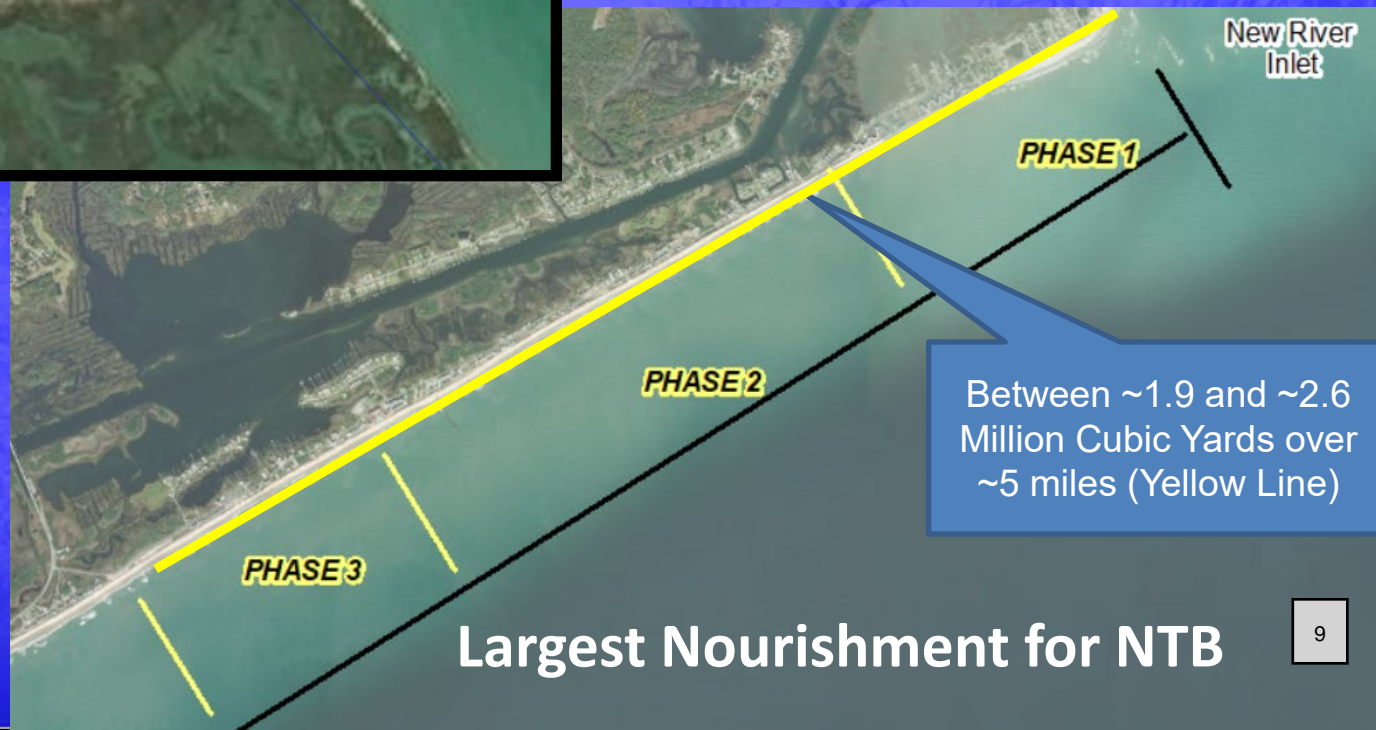 New River
Inlet
PHASE 1
PHASE 2
Between ~1.9 and ~2.6
Million Cubic Yards over
~5 miles (Yellow Line)
PHASE 3
Largest Nourishment for NTB
9